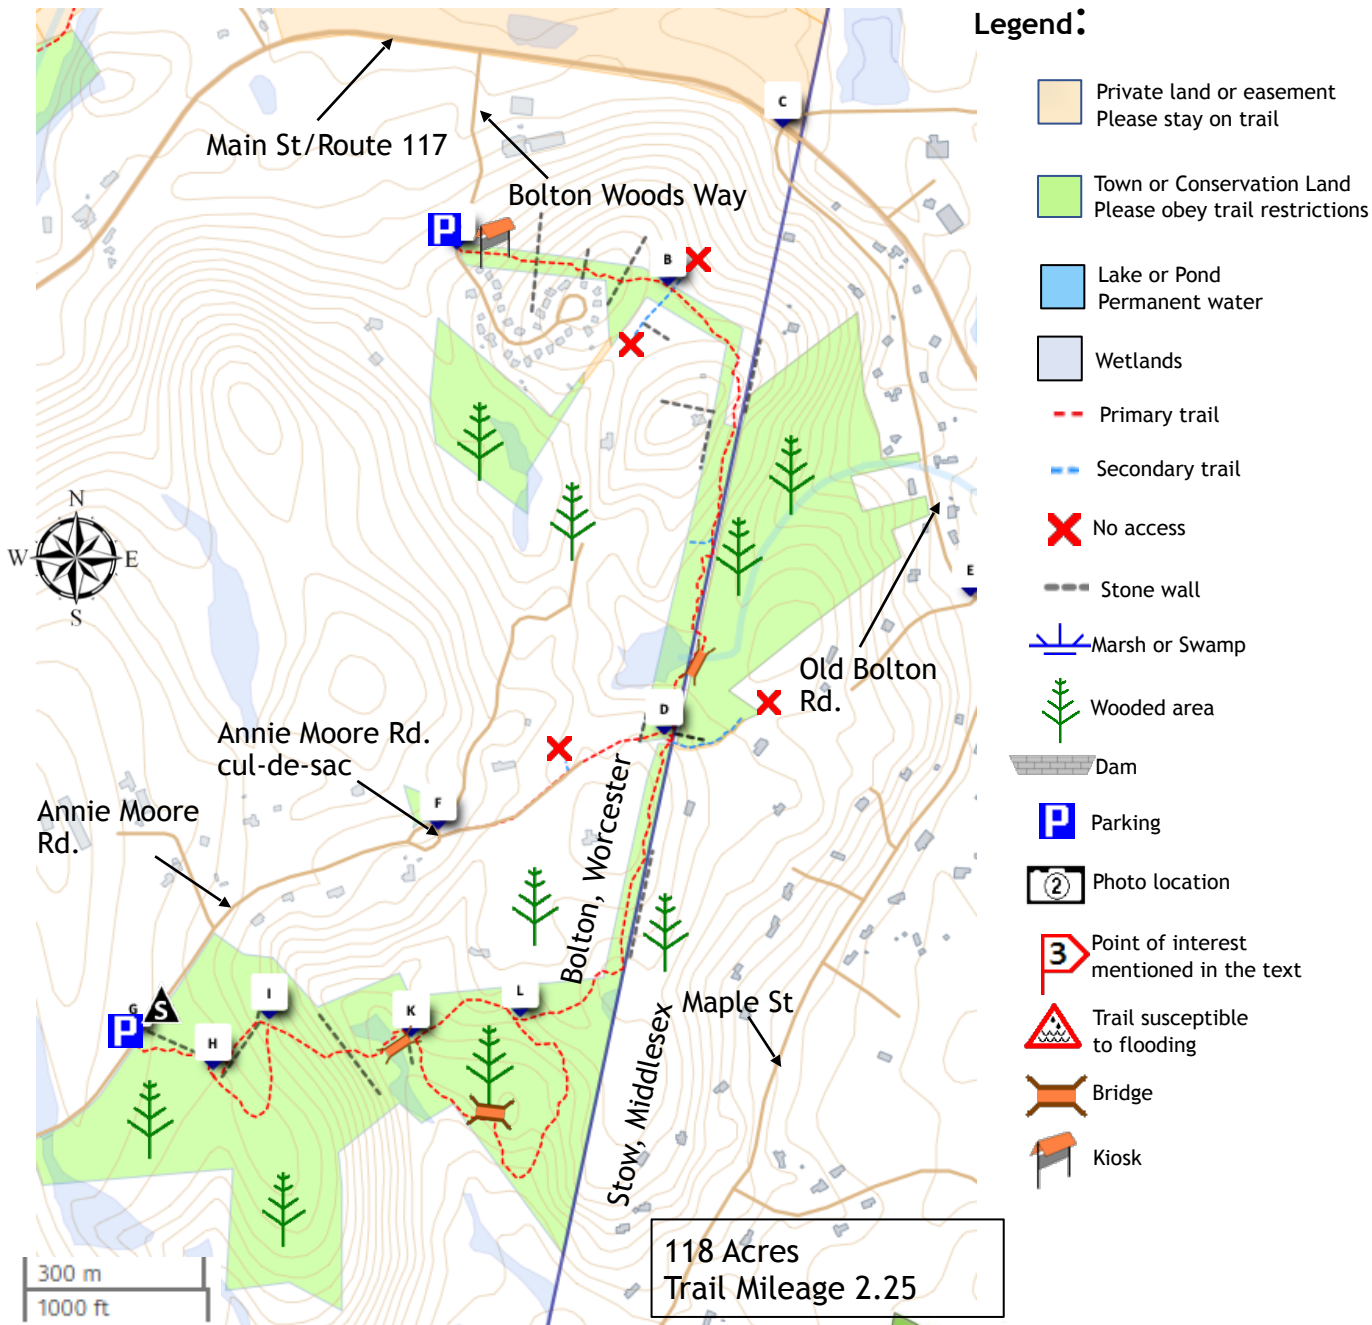 Legend:
Private land or easement
Please stay on trail
Town or Conservation Land
Please obey trail restrictions
Lake or Pond
Permanent water
Wetlands
Primary trail
Secondary trail
No access
Stone wall
Marsh or Swamp
Wooded area
Dam
P
Parking
2
Photo location
3
Point of interest
mentioned in the text
Trail susceptible
to flooding
Bridge
Kiosk
C
Main St/Route 117
Bolton Woods Way
P
B
N
W
E
S
E
Old Bolton
Rd.
D
Annie Moore Rd.
cul-de-sac
F
Annie Moore
Rd.
Bolton, Worcester
Stow, Middlesex
Maple St
G
S
P
H
I
K
L
118 Acres
Trail Mileage 2.25
300 m
1000 ft